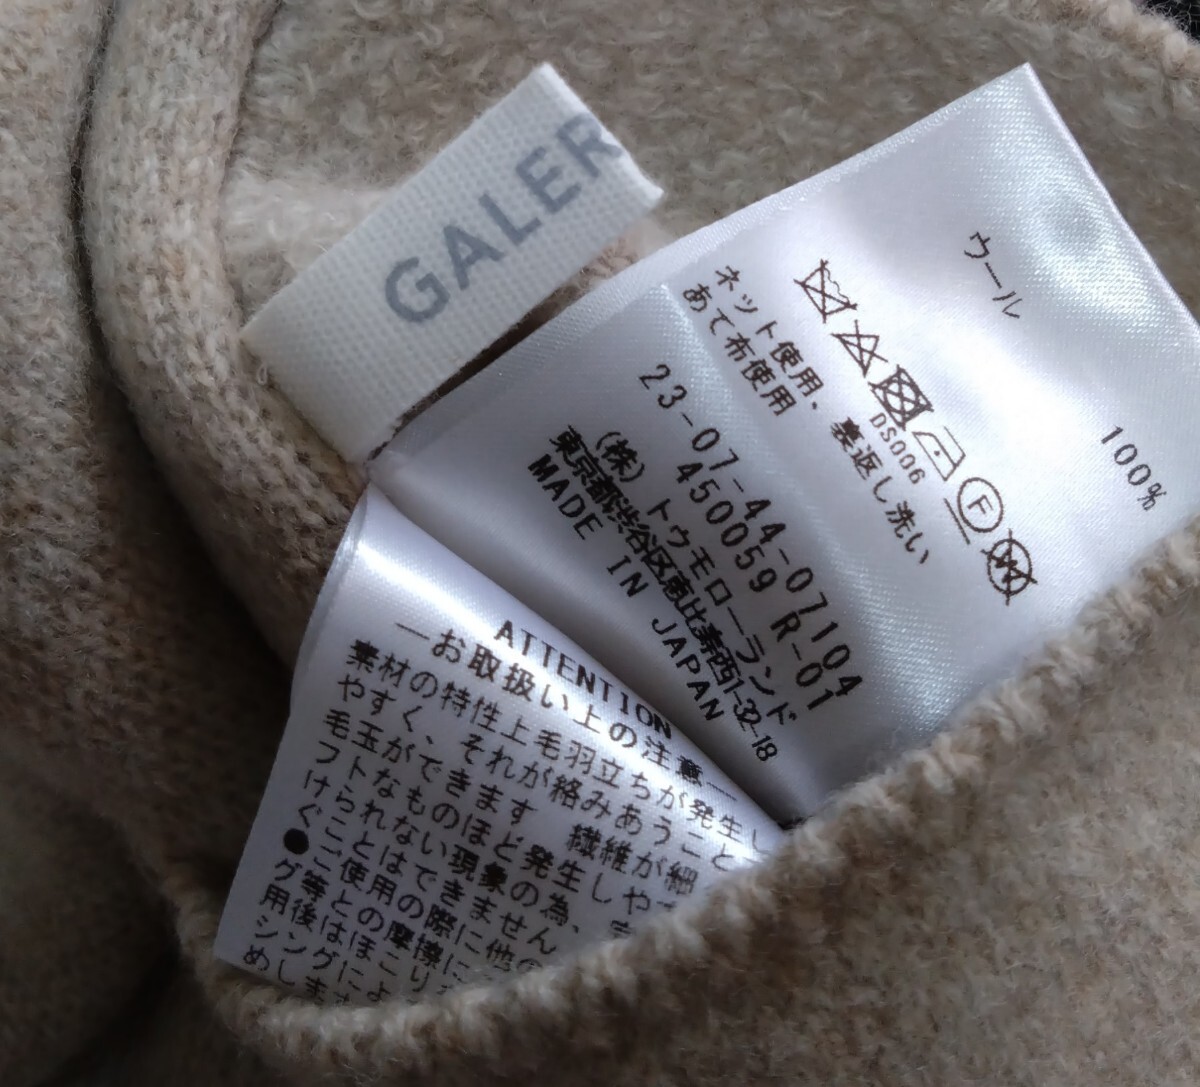 GALER
ウール
100%
DS006
ネット使用、裏返し洗い
あて布使用
23-07-44-07104
4500059 R-01
(株)トゥモローランド
東京都渋谷区恵比寿西1-32-18
MADE IN JAPAN
ATTENTION
―お取扱い上の注意―
素材の特性上毛羽立ちが発生し
やすく、それが絡みあうこと
毛玉ができます 繊維が細
フトなものほど発生しや
けられない現象の為、
ぐことはできません
●ご使用の際に他の
グ等との摩擦に
用後はほこり
シングによ
めしま